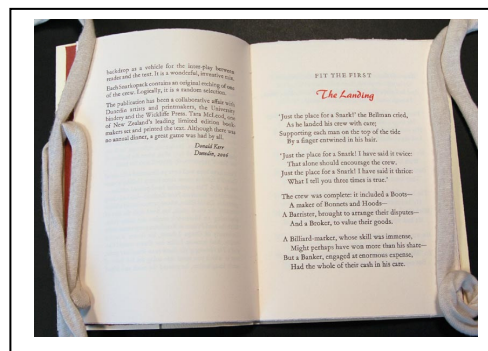 backdrop as a vehicle for the inter-play between
reader and the text. It is a wonderful, inventive mix.
Each Snarkopack contains an original etching of one
of the crew. Logically, it is a random selection.
The publication has been a collaborative affair with
Dunedin artists and printmakers, the University
bindery and the Wickliffe Press. Tara McLeod, one
of New Zealand's leading limited edition book-
makers set and printed the text. Although there was
no annual dinner, a great game was had by all.
Donald Kerr
Dunedin, 2006
FIT THE FIRST
The Landing
'Just the place for a Snark!' the Bellman cried,
As he landed his crew with care;
Supporting each man on the top of the tide
By a finger entwined in his hair.
'Just the place for a Snark! I have said it twice:
That alone should encourage the crew.
Just the place for a Snark! I have said it thrice:
What I tell you three times is true.'
The crew was complete: it included a Boots—
A maker of Bonnets and Hoods—
A Barrister, brought to arrange their disputes—
And a Broker, to value their goods.
A Billiard-marker, whose skill was immense,
Might perhaps have won more than his share—
But a Banker, engaged at enormous expense,
Had the whole of their cash in his care.